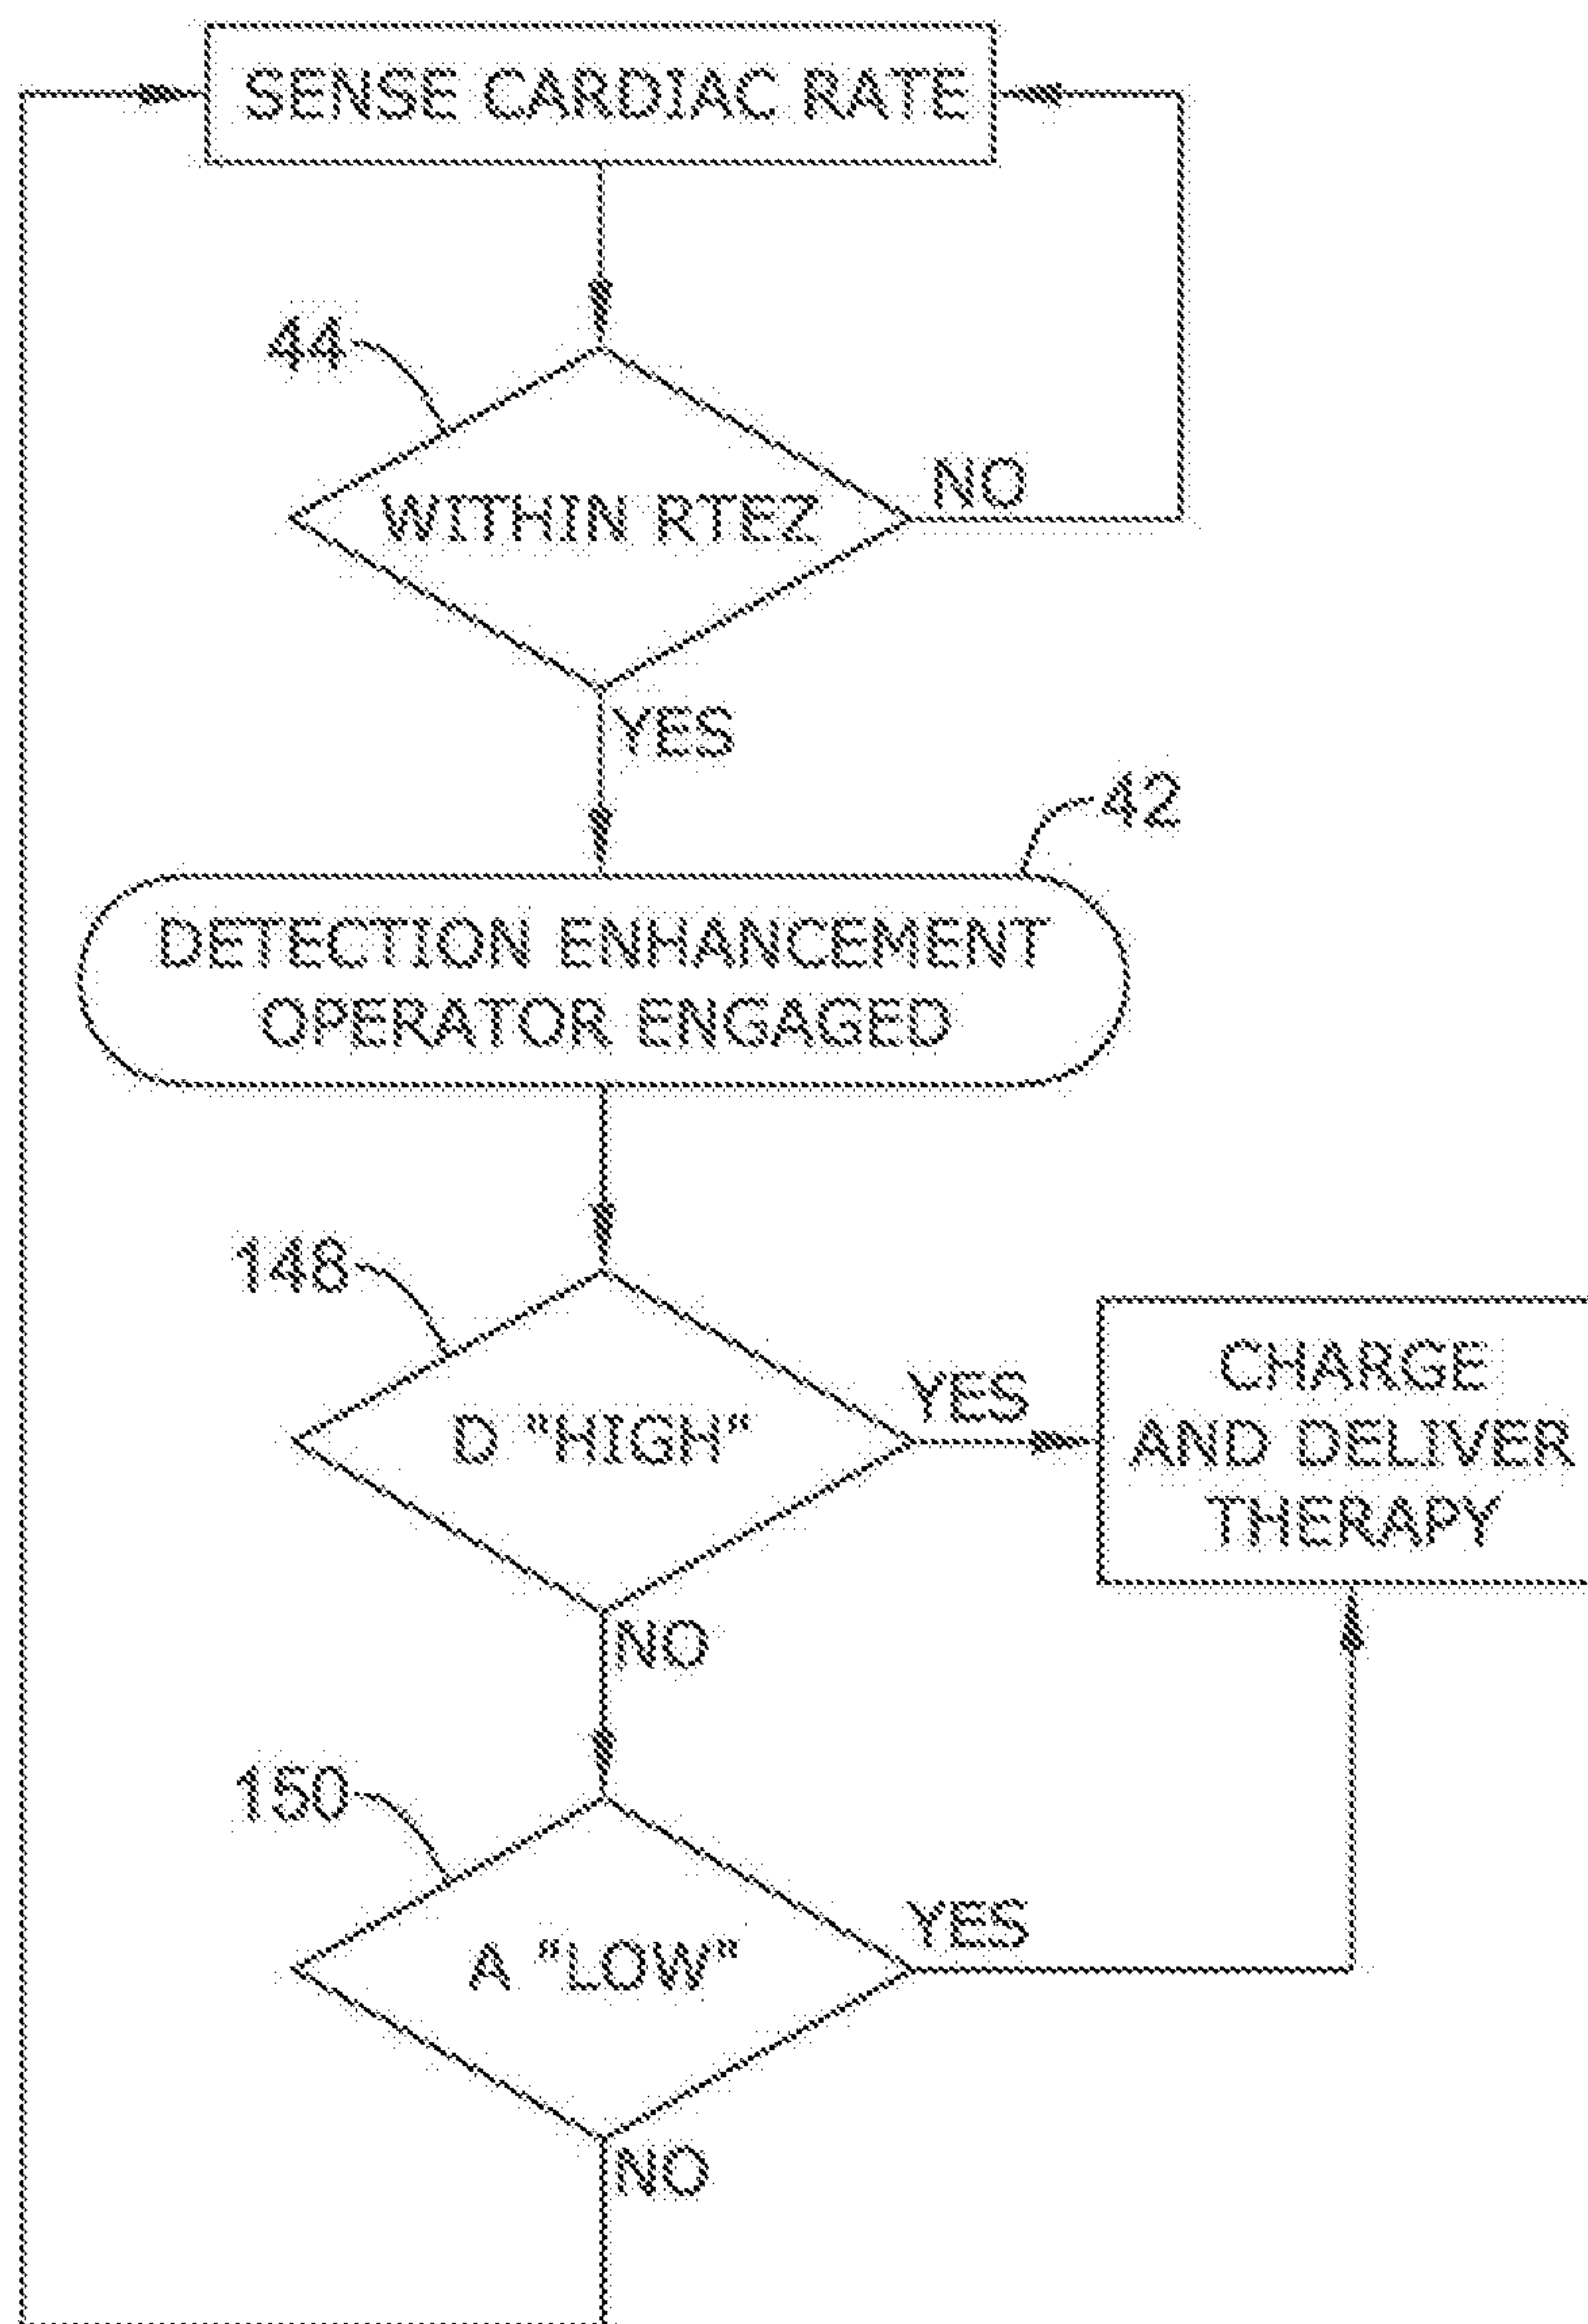 SENSE CARDIAC RATE
44
WITHIN RTEZ
NO
YES
42
DETECTION ENHANCEMENT
OPERATOR ENGAGED
148
D "HIGH"
YES
CHARGE
AND DELIVER
THERAPY
NO
150
A "LOW"
YES
NO